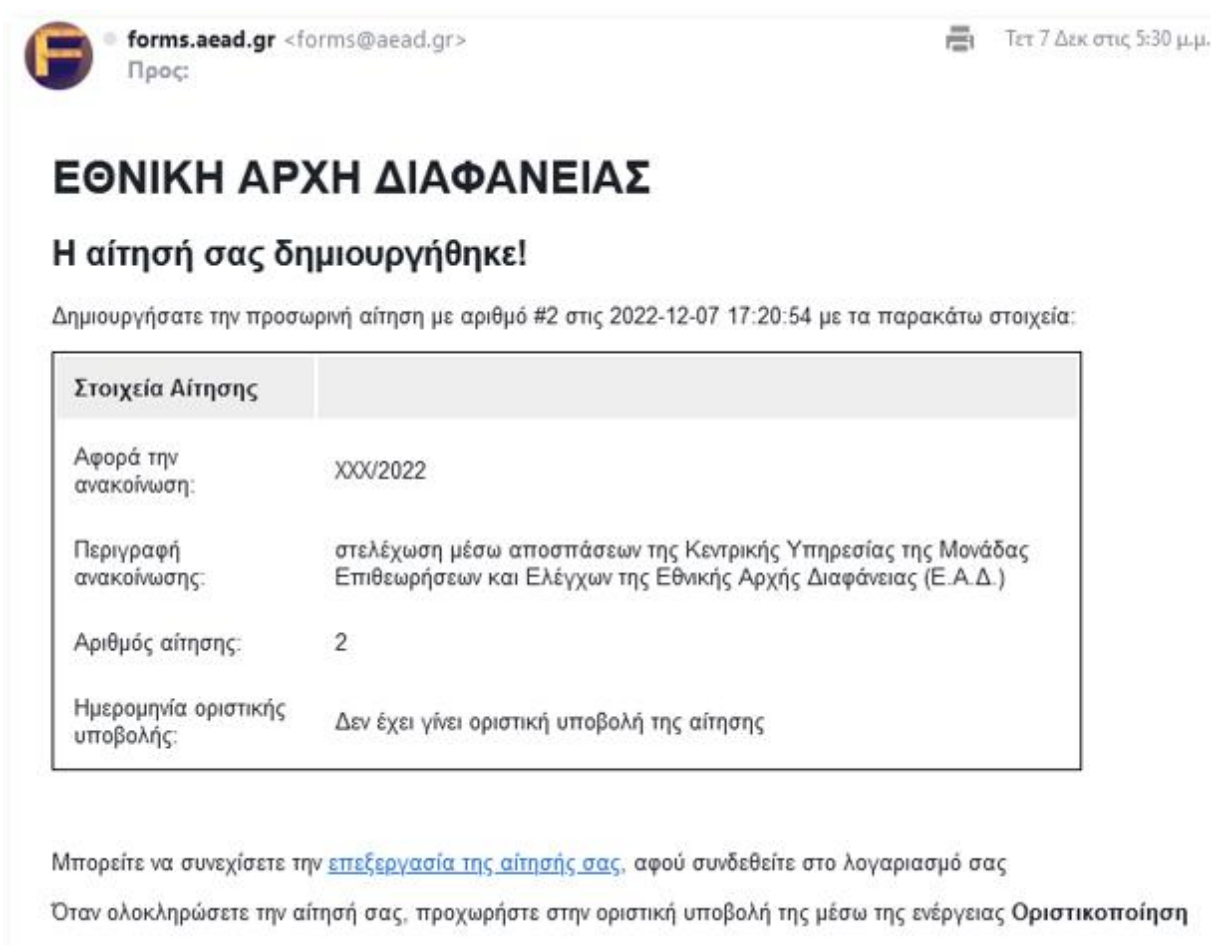 forms.aead.gr <forms@aead.gr>
Τετ 7 Δεκ στις 5:30 μ.μ.
Προς:
ΕΘΝΙΚΗ ΑΡΧΗ ΔΙΑΦΑΝΕΙΑΣ
Η αίτησή σας δημιουργήθηκε!
Δημιουργήσατε την προσωρινή αίτηση με αριθμό #2 στις 2022-12-07 17:20:54 με τα παρακάτω στοιχεία:
Στοιχεία Αίτησης
Αφορά την
ανακοίνωση:
XXX/2022
Περιγραφή
ανακοίνωσης:
στελέχωση μέσω αποσπάσεων της Κεντρικής Υπηρεσίας της Μονάδας
Επιθεωρήσεων και Ελέγχων της Εθνικής Αρχής Διαφάνειας (Ε.Α.Δ.)
Αριθμός αίτησης:
2
Ημερομηνία οριστικής
υποβολής:
Δεν έχει γίνει οριστική υποβολή της αίτησης
Μπορείτε να συνεχίσετε την επεξεργασία της αίτησής σας, αφού συνδεθείτε στο λογαριασμό σας
Όταν ολοκληρώσετε την αίτησή σας, προχωρήστε στην οριστική υποβολή της μέσω της ενέργειας Οριστικοποίηση